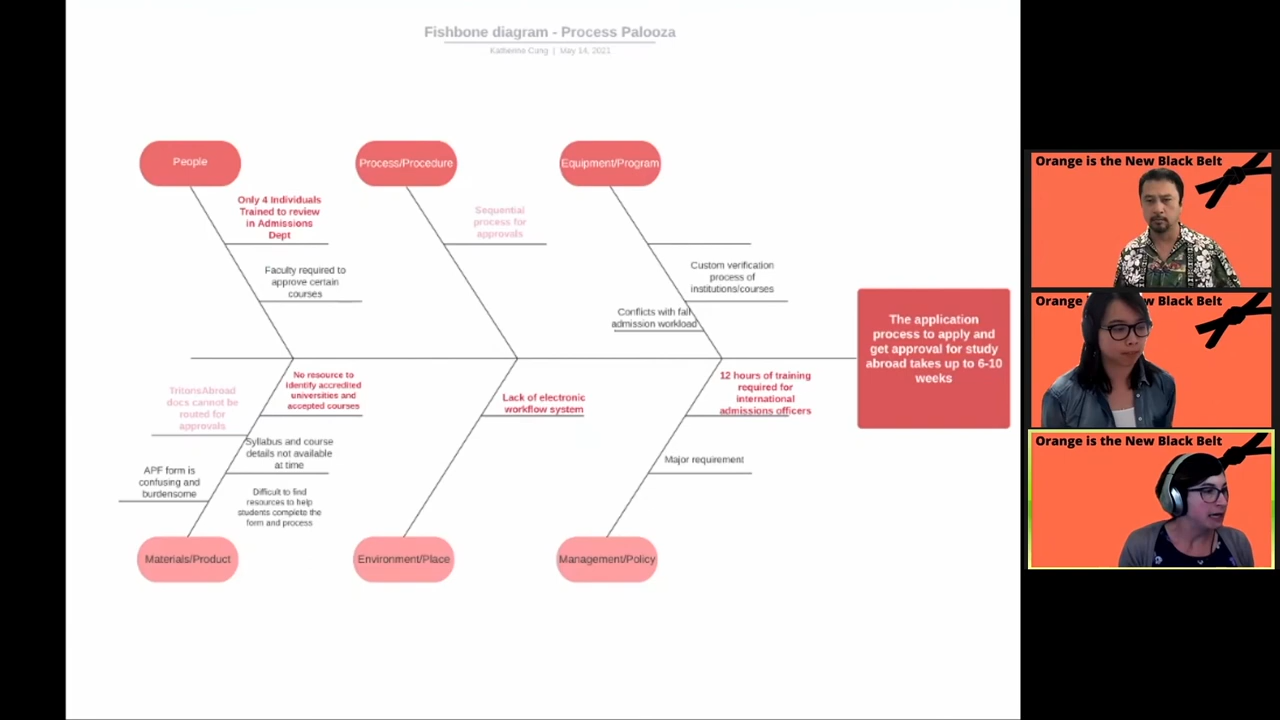 Fishbone diagram - Process Palooza
Katherine Cung | May 14, 2021
People
Process/Procedure
Equipment/Program
Only 4 Individuals
Trained to review
in Admissions
Dept
Faculty required to
approve certain
courses
Sequential
process for
approvals
Custom verification
process of
institutions/courses
Conflicts with fall
admission workload
The application
process to apply and
get approval for study
abroad takes up to 6-10
weeks
TritonsAbroad
docs cannot be
routed for
approvals
No resource to
identify accredited
universities and
accepted courses
Syllabus and course
details not available
at time
APF form is
confusing and
burdensome
Difficult to find
resources to help
students complete the
form and process
Lack of electronic
workflow system
12 hours of training
required for
international
admissions officers
Major requirement
Materials/Product
Environment/Place
Management/Policy
Orange is the New Black Belt
Orange is the New Black Belt
Orange is the New Black Belt